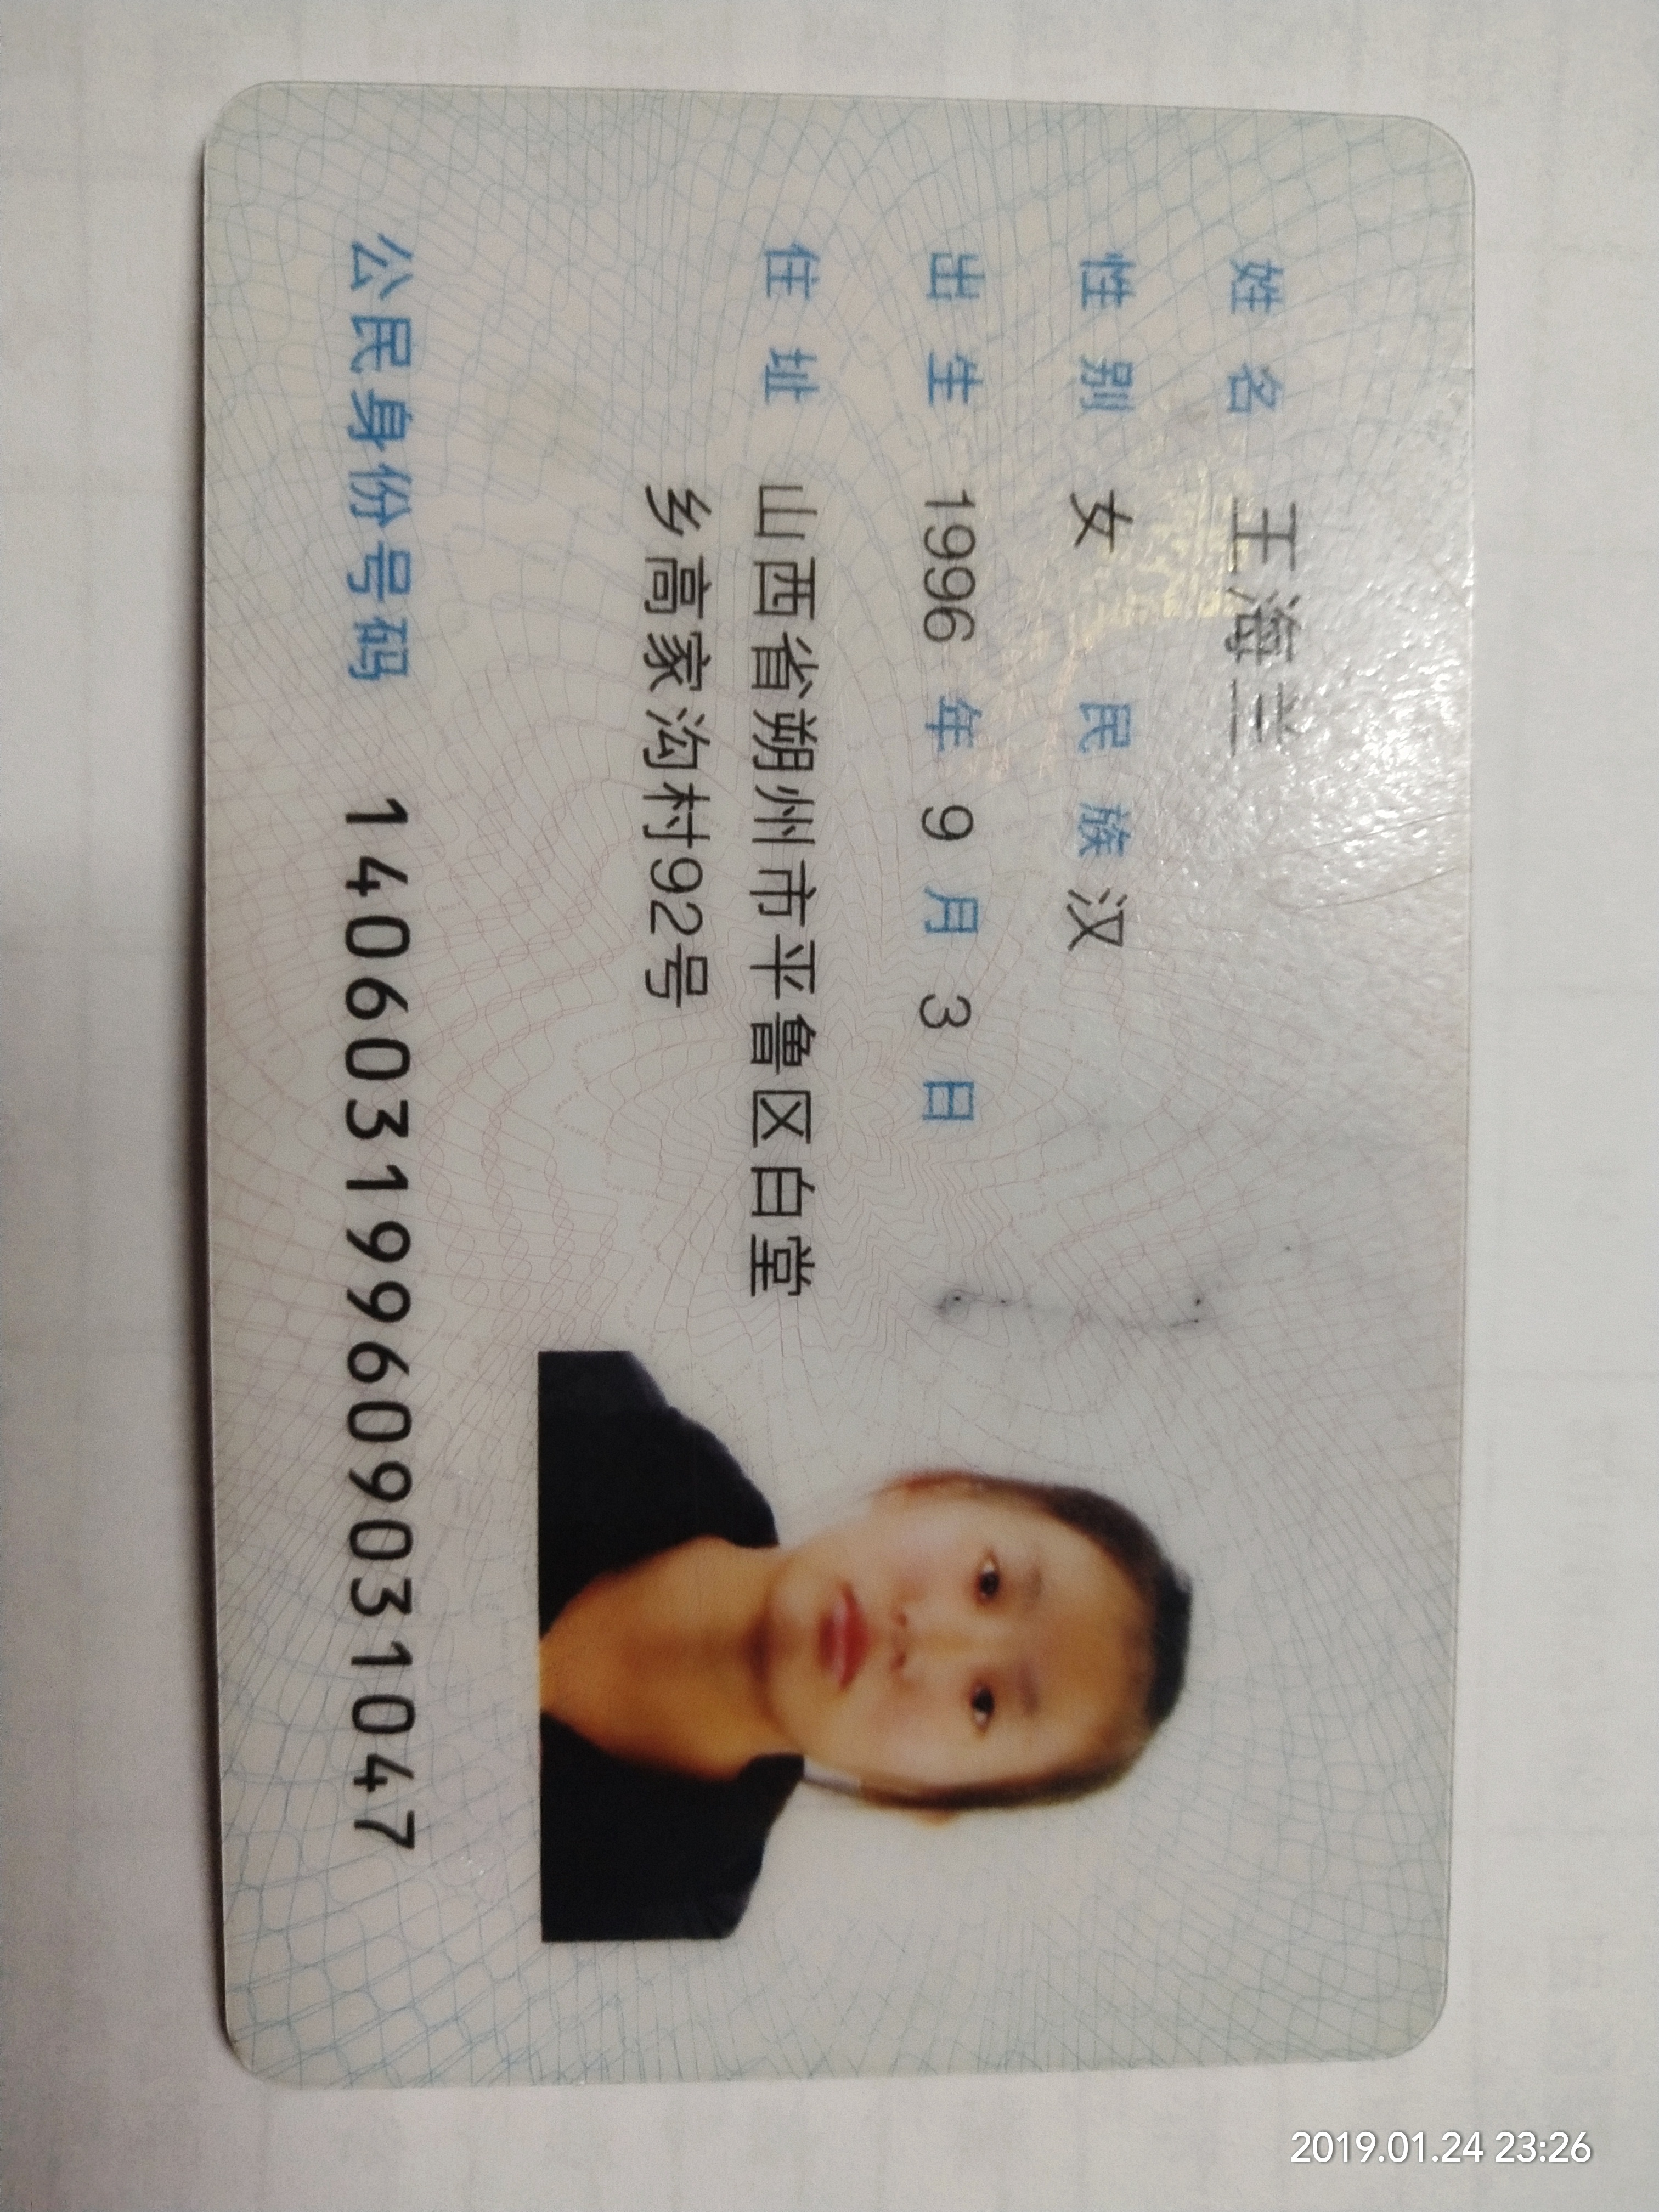 姓名 王海兰
性别 女 民族 汉
出生 1996 年 9 月 3 日
住址 山西省朔州市平鲁区白堂
乡高家沟村92号
公民身份号码 140603199609031047
2019.01.24 23:26